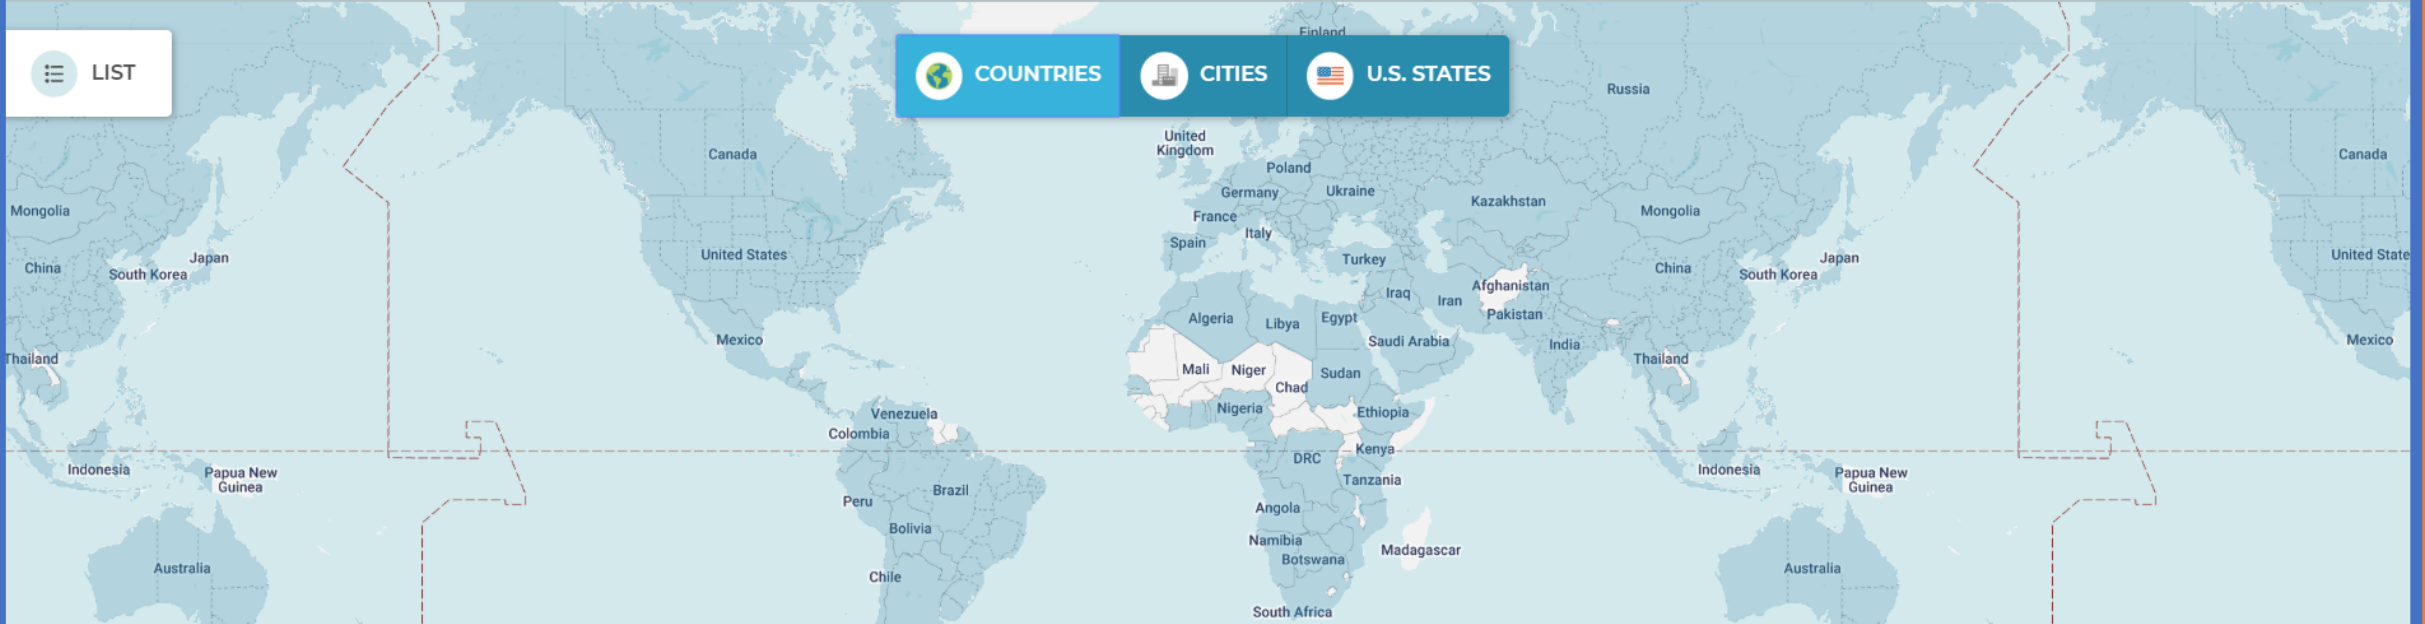 Finland
LIST
COUNTRIES
CITIES
U.S. STATES
Russia
United
Kingdom
Canada
Canada
Poland
Germany
Ukraine
Kazakhstan
Mongolia
Mongolia
France
Italy
Spain
United States
United State
Turkey
Japan
Japan
China
China
South Korea
South Korea
Afghanistan
Iraq
Iran
Pakistan
Algeria
Libya
Egypt
Mexico
Mexico
Saudi Arabia
India
Thailand
Thailand
Mali
Niger
Chad
Sudan
Nigeria
Ethiopia
Venezuela
Colombia
Kenya
DRC
Indonesia
Indonesia
Papua New
Guinea
Papua New
Guinea
Tanzania
Brazil
Peru
Angola
Bolivia
Namibia
Madagascar
Botswana
Australia
Australia
Chile
South Africa